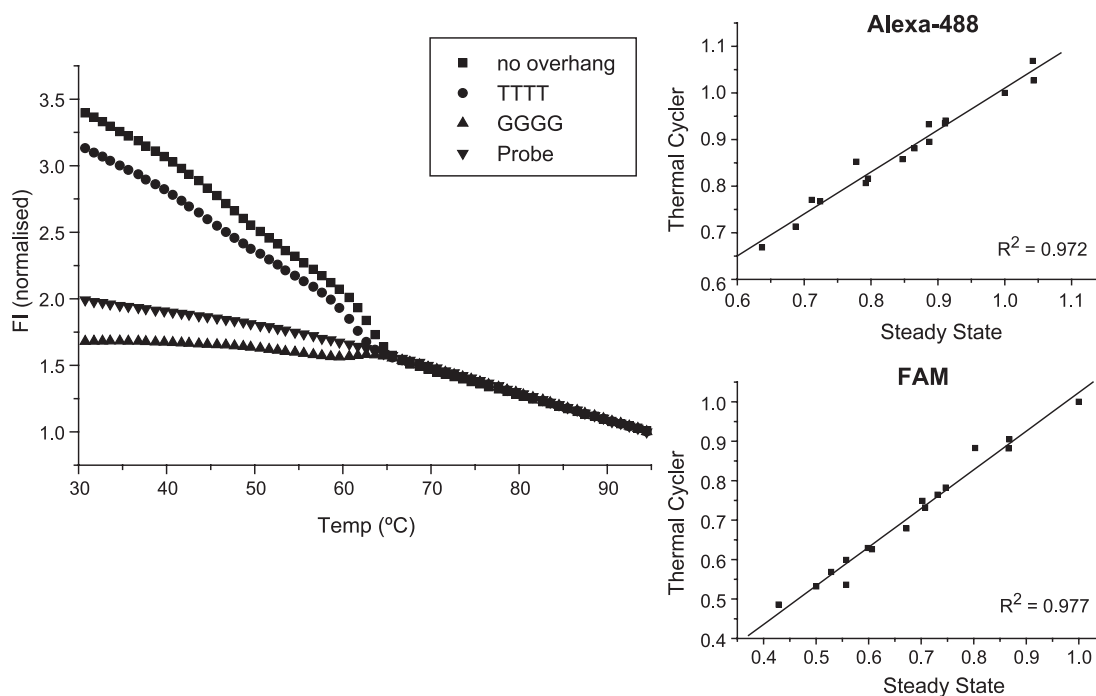 no overhang
TTTT
GGGG
Probe
FI (normalised)
3.5
3.0
2.5
2.0
1.5
1.0
30 40 50 60 70 80 90
Temp (ºC)
Alexa-488
Thermal Cycler
1.1
1.0
0.9
0.8
0.7
0.6
R2 = 0.972
0.6 0.7 0.8 0.9 1.0 1.1
Steady State
FAM
Thermal Cycler
1.0
0.9
0.8
0.7
0.6
0.5
0.4
R2 = 0.977
0.4 0.5 0.6 0.7 0.8 0.9 1.0
Steady State